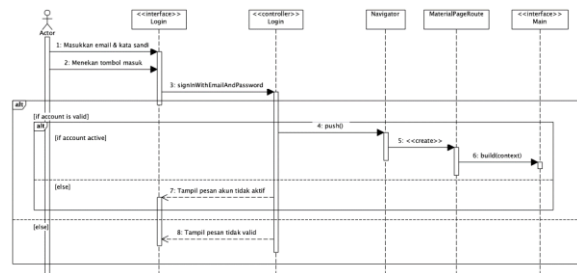 <<interface>>
Login
<<controller>>
Login
Navigator
MaterialPageRoute
<<interface>>
Main
Actor
1: Masukkan email & kata sandi
2: Menekan tombol masuk
3: signInWithEmailAndPassword
alt
[if account is valid]
alt
[if account active]
4: push()
5: <<create>>
6: build(context)
[else]
7: Tampil pesan akun tidak aktif
[else]
8: Tampil pesan tidak valid